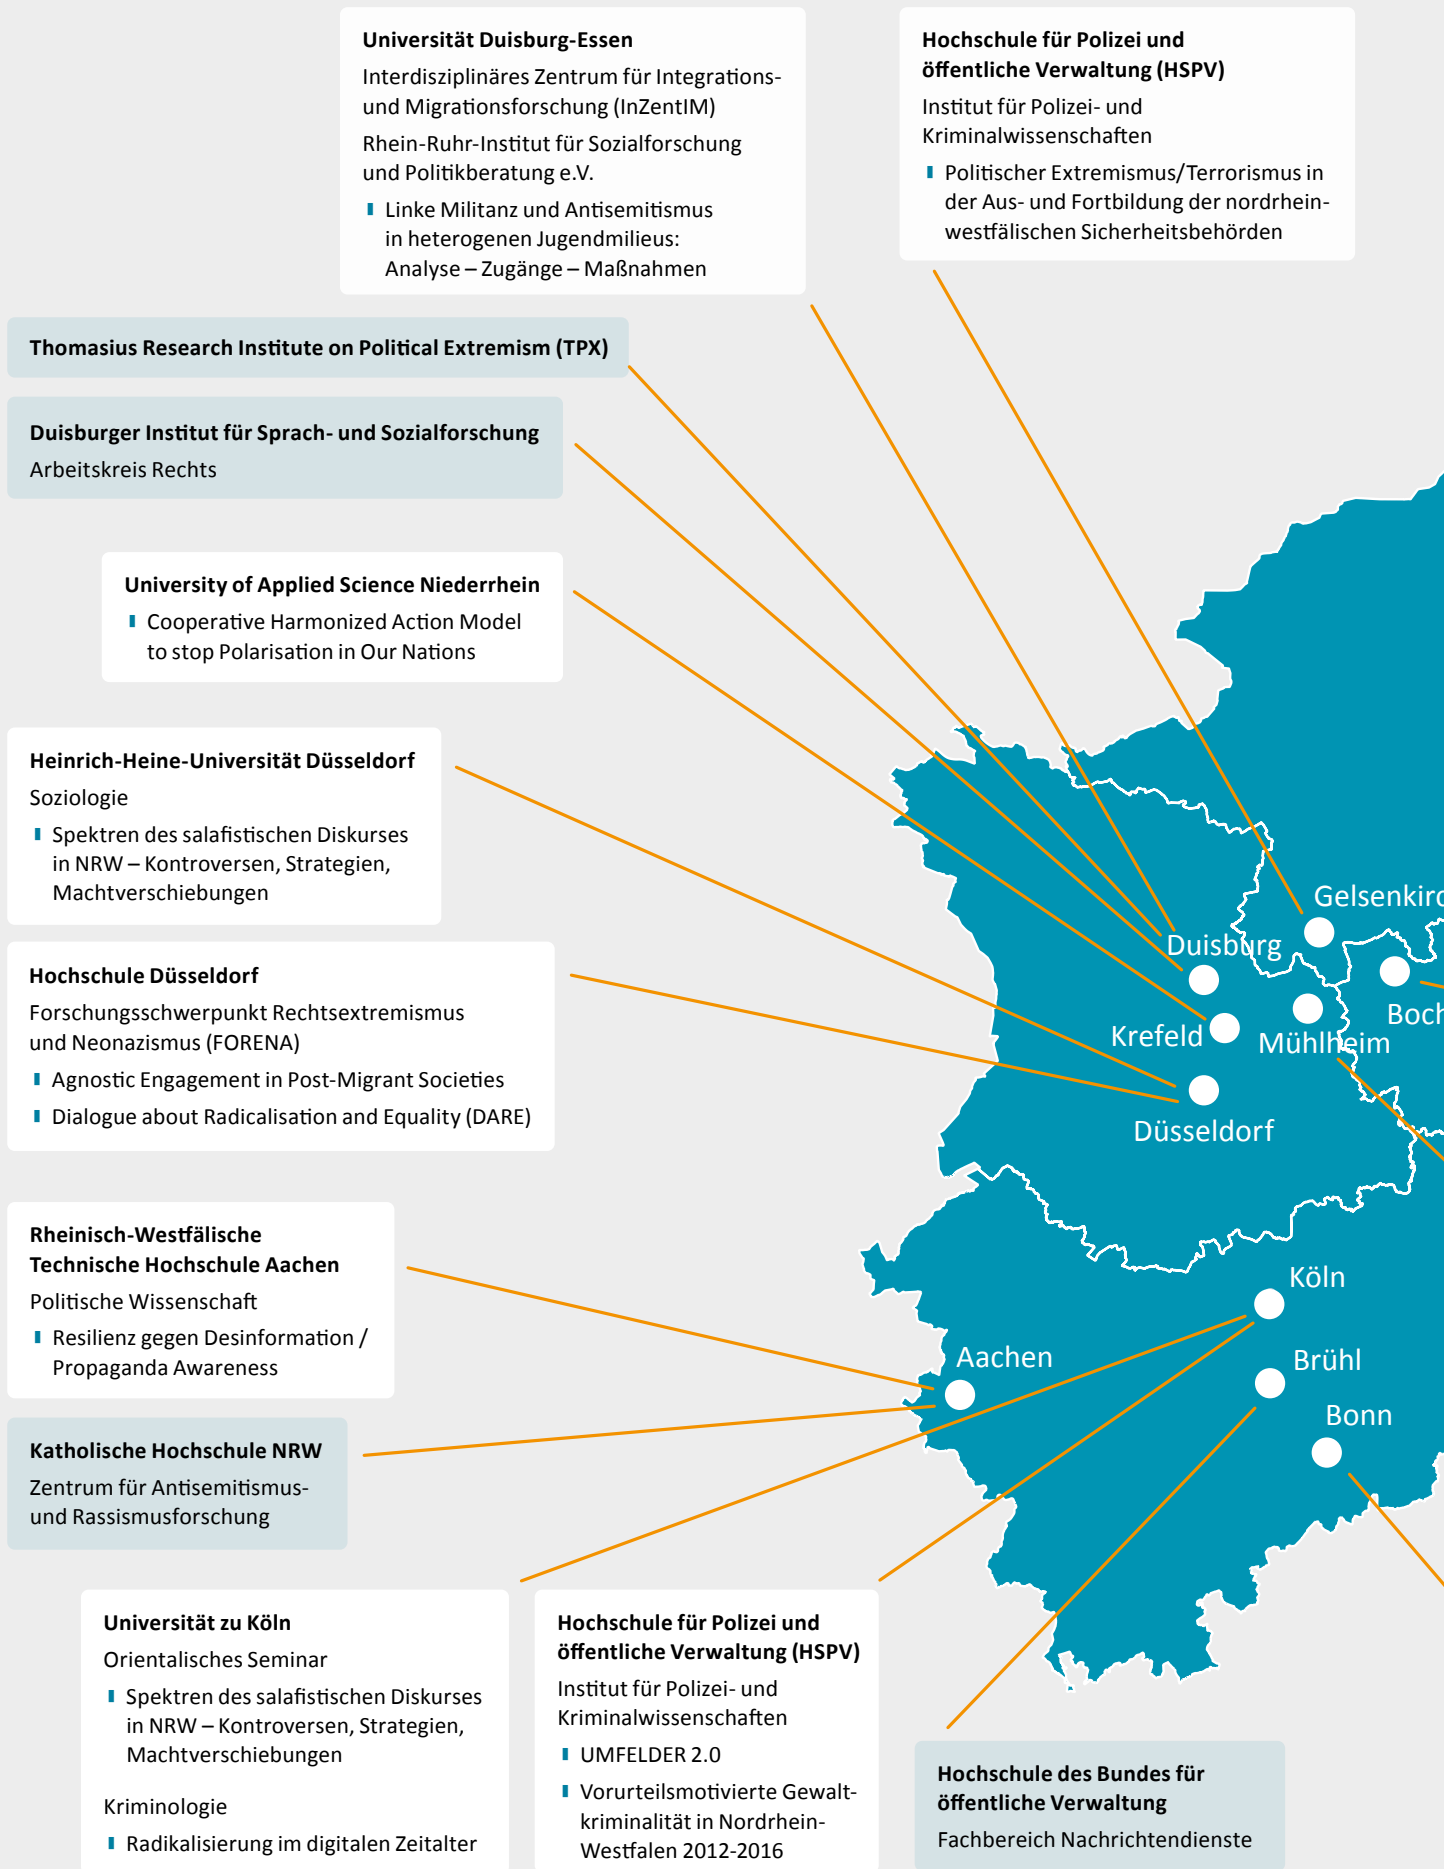 Universität Duisburg-Essen
Interdisziplinäres Zentrum für Integrations-
und Migrationsforschung (InZentIM)
Rhein-Ruhr-Institut für Sozialforschung
und Politikberatung e.V.
Linke Militanz und Antisemitismus
in heterogenen Jugendmilieus:
Analyse – Zugänge – Maßnahmen
Hochschule für Polizei und
öffentliche Verwaltung (HSPV)
Institut für Polizei- und
Kriminalwissenschaften
Politischer Extremismus/Terrorismus in
der Aus- und Fortbildung der nordrhein-
westfälischen Sicherheitsbehörden
Thomasius Research Institute on Political Extremism (TPX)
Duisburger Institut für Sprach- und Sozialforschung
Arbeitskreis Rechts
University of Applied Science Niederrhein
Cooperative Harmonized Action Model
to stop Polarisation in Our Nations
Heinrich-Heine-Universität Düsseldorf
Soziologie
Spektren des salafistischen Diskurses
in NRW – Kontroversen, Strategien,
Machtverschiebungen
Hochschule Düsseldorf
Forschungsschwerpunkt Rechtsextremismus
und Neonazismus (FORENA)
Agnostic Engagement in Post-Migrant Societies
Dialogue about Radicalisation and Equality (DARE)
Rheinisch-Westfälische
Technische Hochschule Aachen
Politische Wissenschaft
Resilienz gegen Desinformation /
Propaganda Awareness
Katholische Hochschule NRW
Zentrum für Antisemitismus-
und Rassismusforschung
Gelsenkirc
Duisburg
Boch
Krefeld
Mühlheim
Düsseldorf
Köln
Aachen
Brühl
Bonn
Universität zu Köln
Orientalisches Seminar
Spektren des salafistischen Diskurses
in NRW – Kontroversen, Strategien,
Machtverschiebungen
Kriminologie
Radikalisierung im digitalen Zeitalter
Hochschule für Polizei und
öffentliche Verwaltung (HSPV)
Institut für Polizei- und
Kriminalwissenschaften
UMFELDER 2.0
Vorurteilsmotivierte Gewalt-
kriminalität in Nordrhein-
Westfalen 2012-2016
Hochschule des Bundes für
öffentliche Verwaltung
Fachbereich Nachrichtendienste